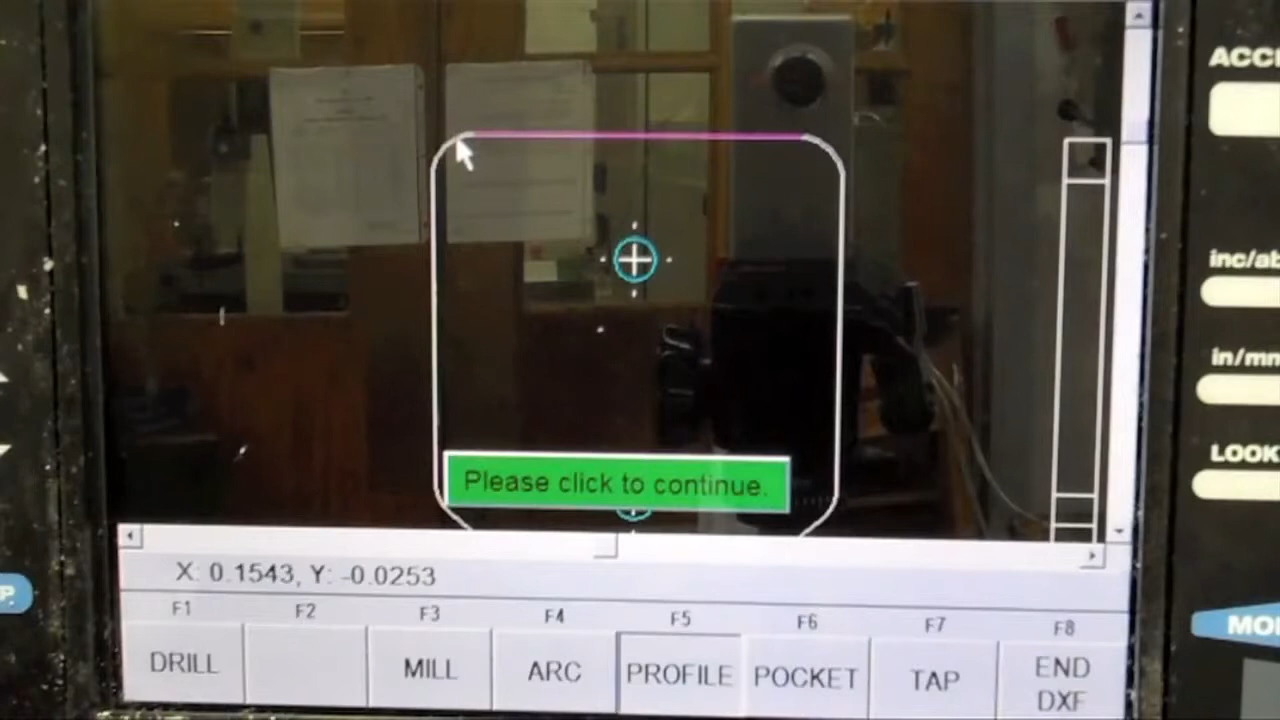 ACC
inc/ab
in/mm
LOOK
Please click to continue.
X: 0.1543, Y: -0.0253
F1 F2 F3 F4 F5 F6 F7 F8
DRILL MILL ARC PROFILE POCKET TAP END DXF
P
MO